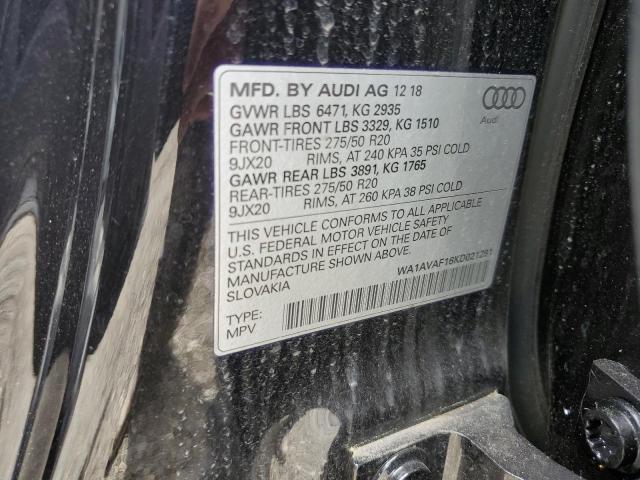 MFD. BY AUDI AG 12 18
GVWR LBS 6471, KG 2935
GAWR FRONT LBS 3329, KG 1510
FRONT-TIRES 275/50 R20
9JX20 RIMS, AT 240 KPA 35 PSI COLD
GAWR REAR LBS 3891, KG 1765
REAR-TIRES 275/50 R20
9JX20 RIMS, AT 260 KPA 38 PSI COLD
Audi
THIS VEHICLE CONFORMS TO ALL APPLICABLE
U.S. FEDERAL MOTOR VEHICLE SAFETY
STANDARDS IN EFFECT ON THE DATE OF
MANUFACTURE SHOWN ABOVE.
SLOVAKIA
WA1AVAF16KD021281
TYPE:
MPV